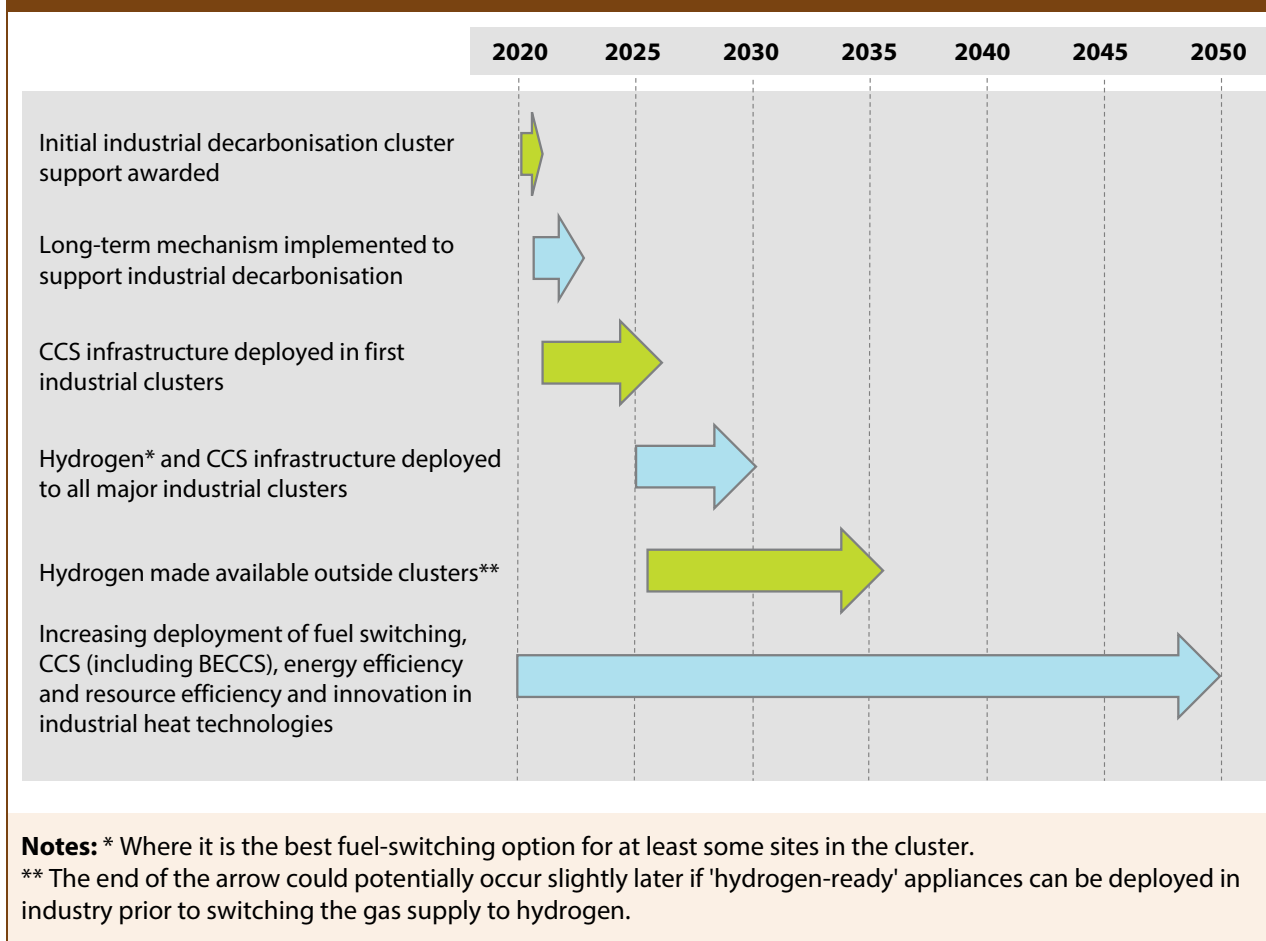 2020 2025 2030 2035 2040 2045 2050
Initial industrial decarbonisation cluster
support awarded
Long-term mechanism implemented to
support industrial decarbonisation
CCS infrastructure deployed in first
industrial clusters
Hydrogen* and CCS infrastructure deployed
to all major industrial clusters
Hydrogen made available outside clusters**
Increasing deployment of fuel switching,
CCS (including BECCS), energy efficiency
and resource efficiency and innovation in
industrial heat technologies
Notes: * Where it is the best fuel-switching option for at least some sites in the cluster.
** The end of the arrow could potentially occur slightly later if 'hydrogen-ready' appliances can be deployed in
industry prior to switching the gas supply to hydrogen.